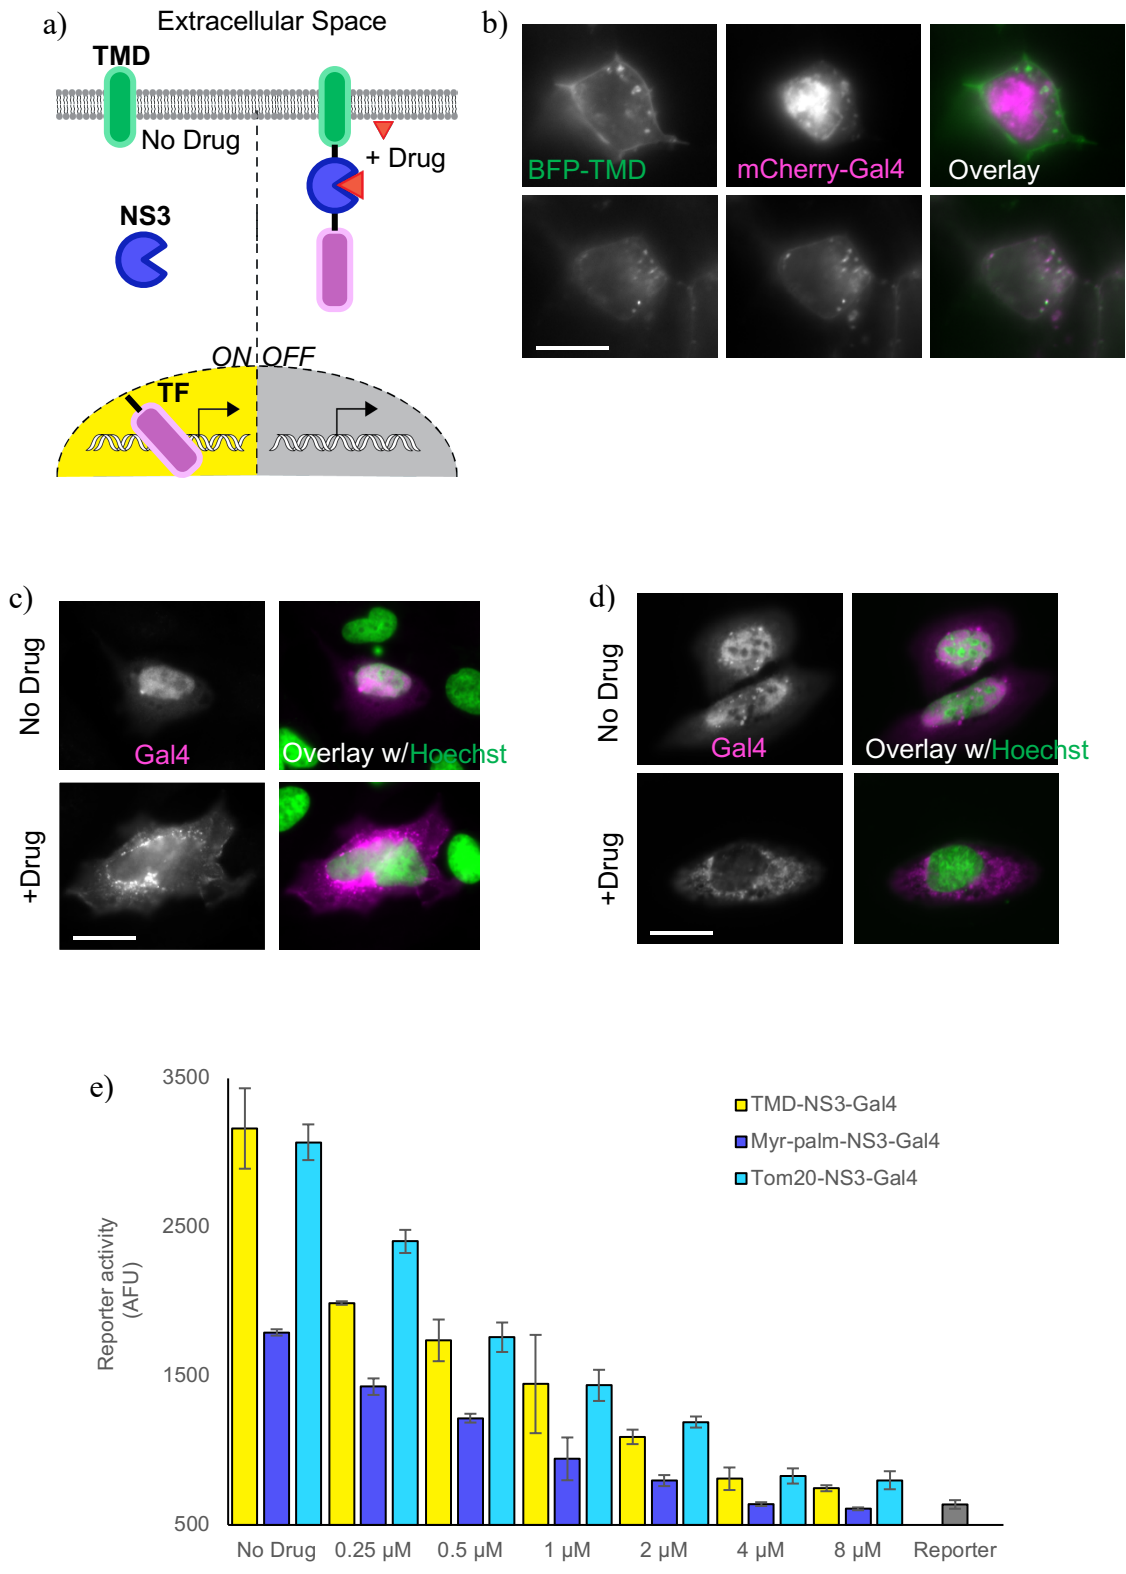 a)
Extracellular Space
TMD
No Drug
+ Drug
NS3
ON OFF
TF
b)
BFP-TMD
mCherry-Gal4
Overlay
c)
No Drug
Gal4
Overlay w/Hoechst
+Drug
d)
No Drug
Gal4
Overlay w/Hoechst
+Drug
e)
3500
2500
1500
500
Reporter activity
(AFU)
TMD-NS3-Gal4
Myr-palm-NS3-Gal4
Tom20-NS3-Gal4
No Drug 0.25 µM 0.5 µM 1 µM 2 µM 4 µM 8 µM Reporter